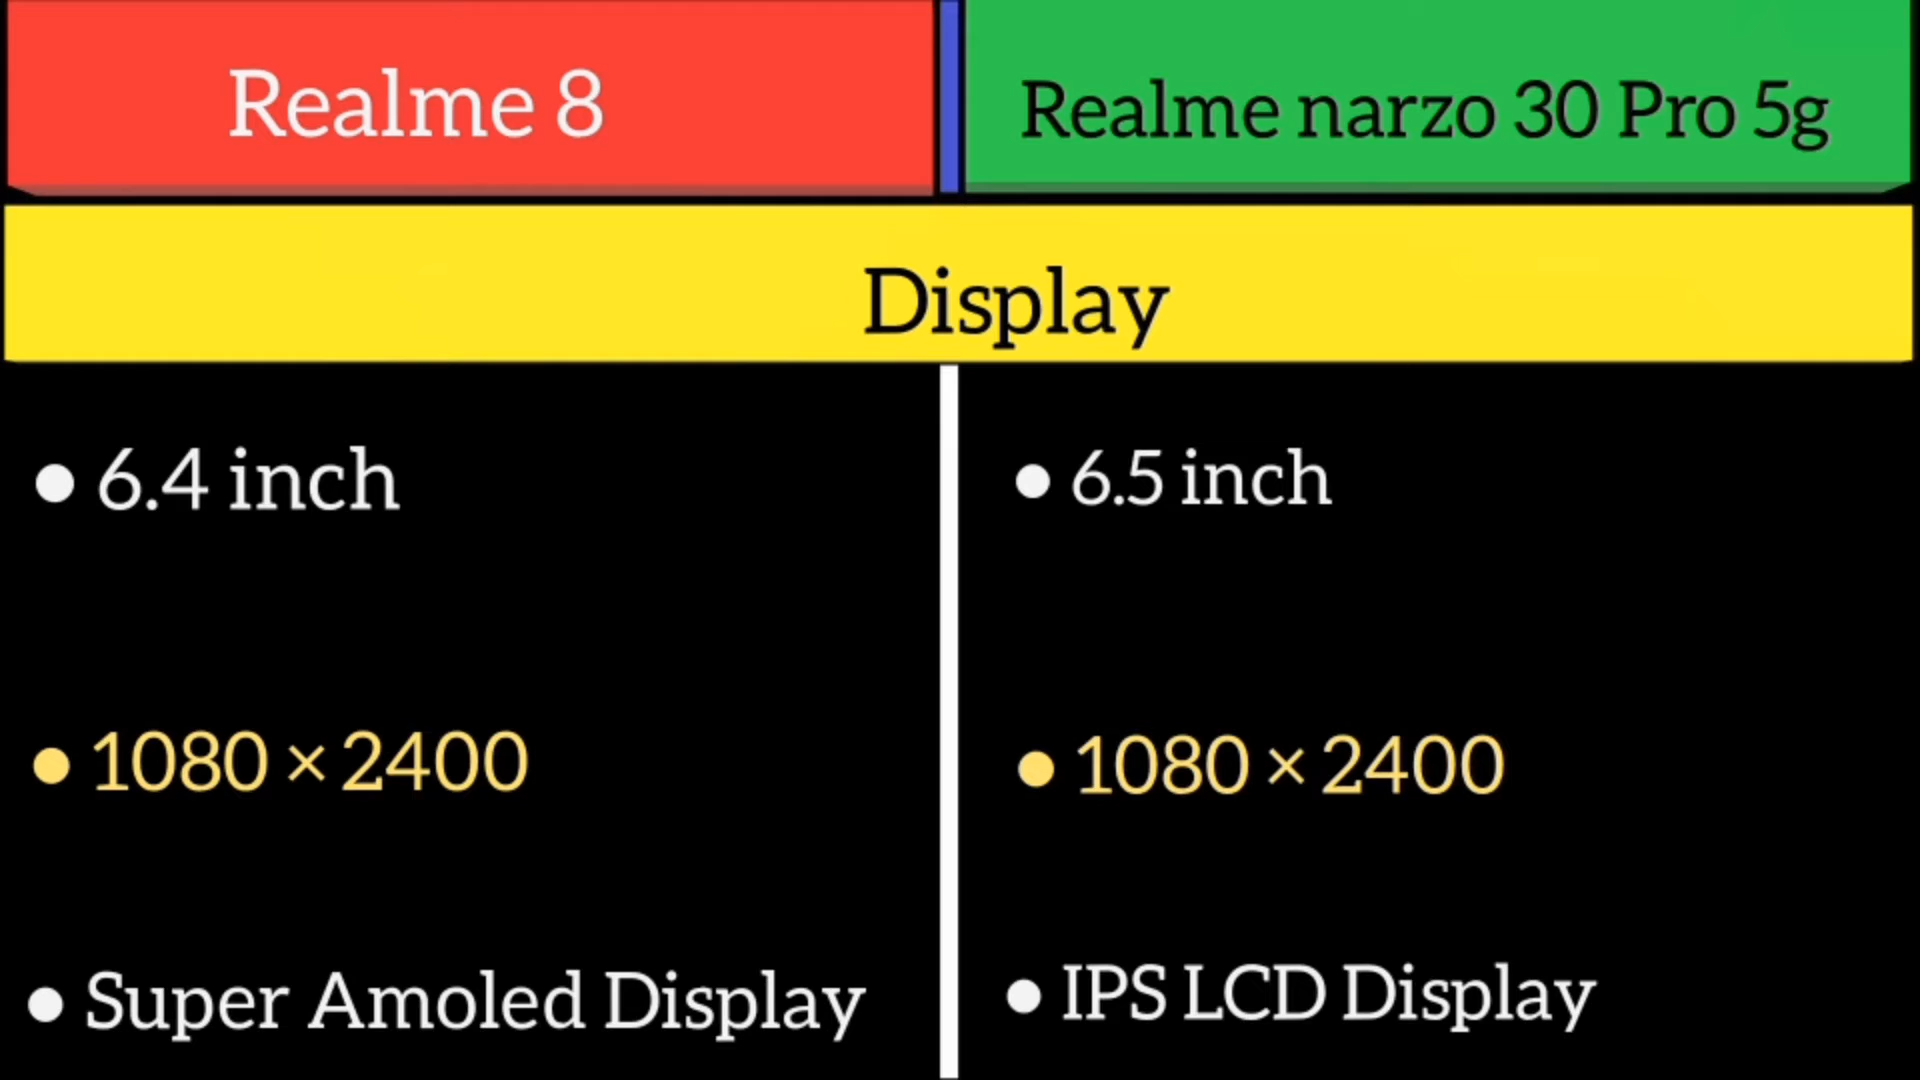 Realme 8
Realme narzo 30 Pro 5g
Display
• 6.4 inch
• 6.5 inch
• 1080 × 2400
• 1080 × 2400
• Super Amoled Display
• IPS LCD Display